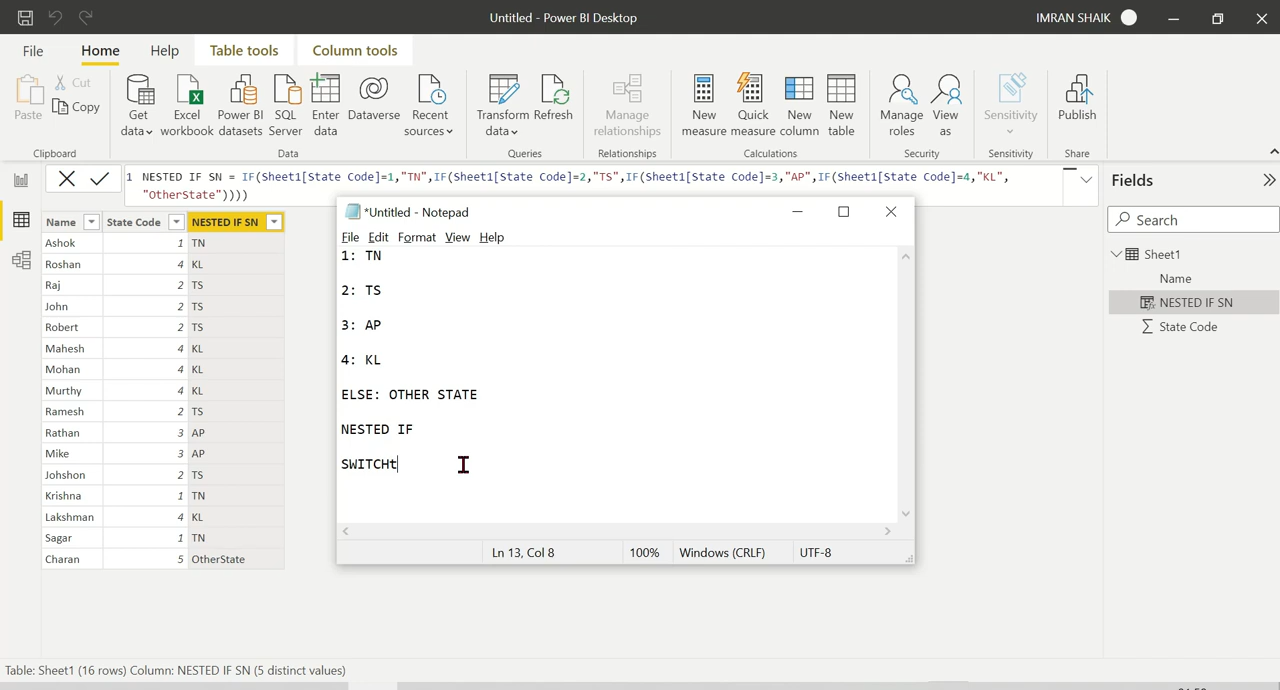 Untitled - Power BI Desktop
IMRAN SHAIK
File Home Help Table tools Column tools
Paste
Cut
Copy
Clipboard
Get data
Excel workbook
Power BI datasets
SQL Server
Enter data
Dataverse
Recent sources
Data
Transform data
Refresh
Queries
Manage relationships
Relationships
New measure
Quick measure
New column
New table
Calculations
Manage roles
View as
Security
Sensitivity
Sensitivity
Publish
Share
1 NESTED IF SN = IF(Sheet1[State Code]=1,"TN",IF(Sheet1[State Code]=2,"TS",IF(Sheet1[State Code]=3,"AP",IF(Sheet1[State Code]=4,"KL",
"OtherState"))))
Name State Code NESTED IF SN
Ashok 1 TN
Roshan 4 KL
Raj 2 TS
John 2 TS
Robert 2 TS
Mahesh 4 KL
Mohan 4 KL
Murthy 4 KL
Ramesh 2 TS
Rathan 3 AP
Mike 3 AP
Johshon 2 TS
Krishna 1 TN
Lakshman 4 KL
Sagar 1 TN
Charan 5 OtherState
*Untitled - Notepad
File Edit Format View Help
1: TN
2: TS
3: AP
4: KL
ELSE: OTHER STATE
NESTED IF
SWITCHt
Ln 13, Col 8 100% Windows (CRLF) UTF-8
Fields
Search
Sheet1
Name
NESTED IF SN
State Code
Table: Sheet1 (16 rows) Column: NESTED IF SN (5 distinct values)